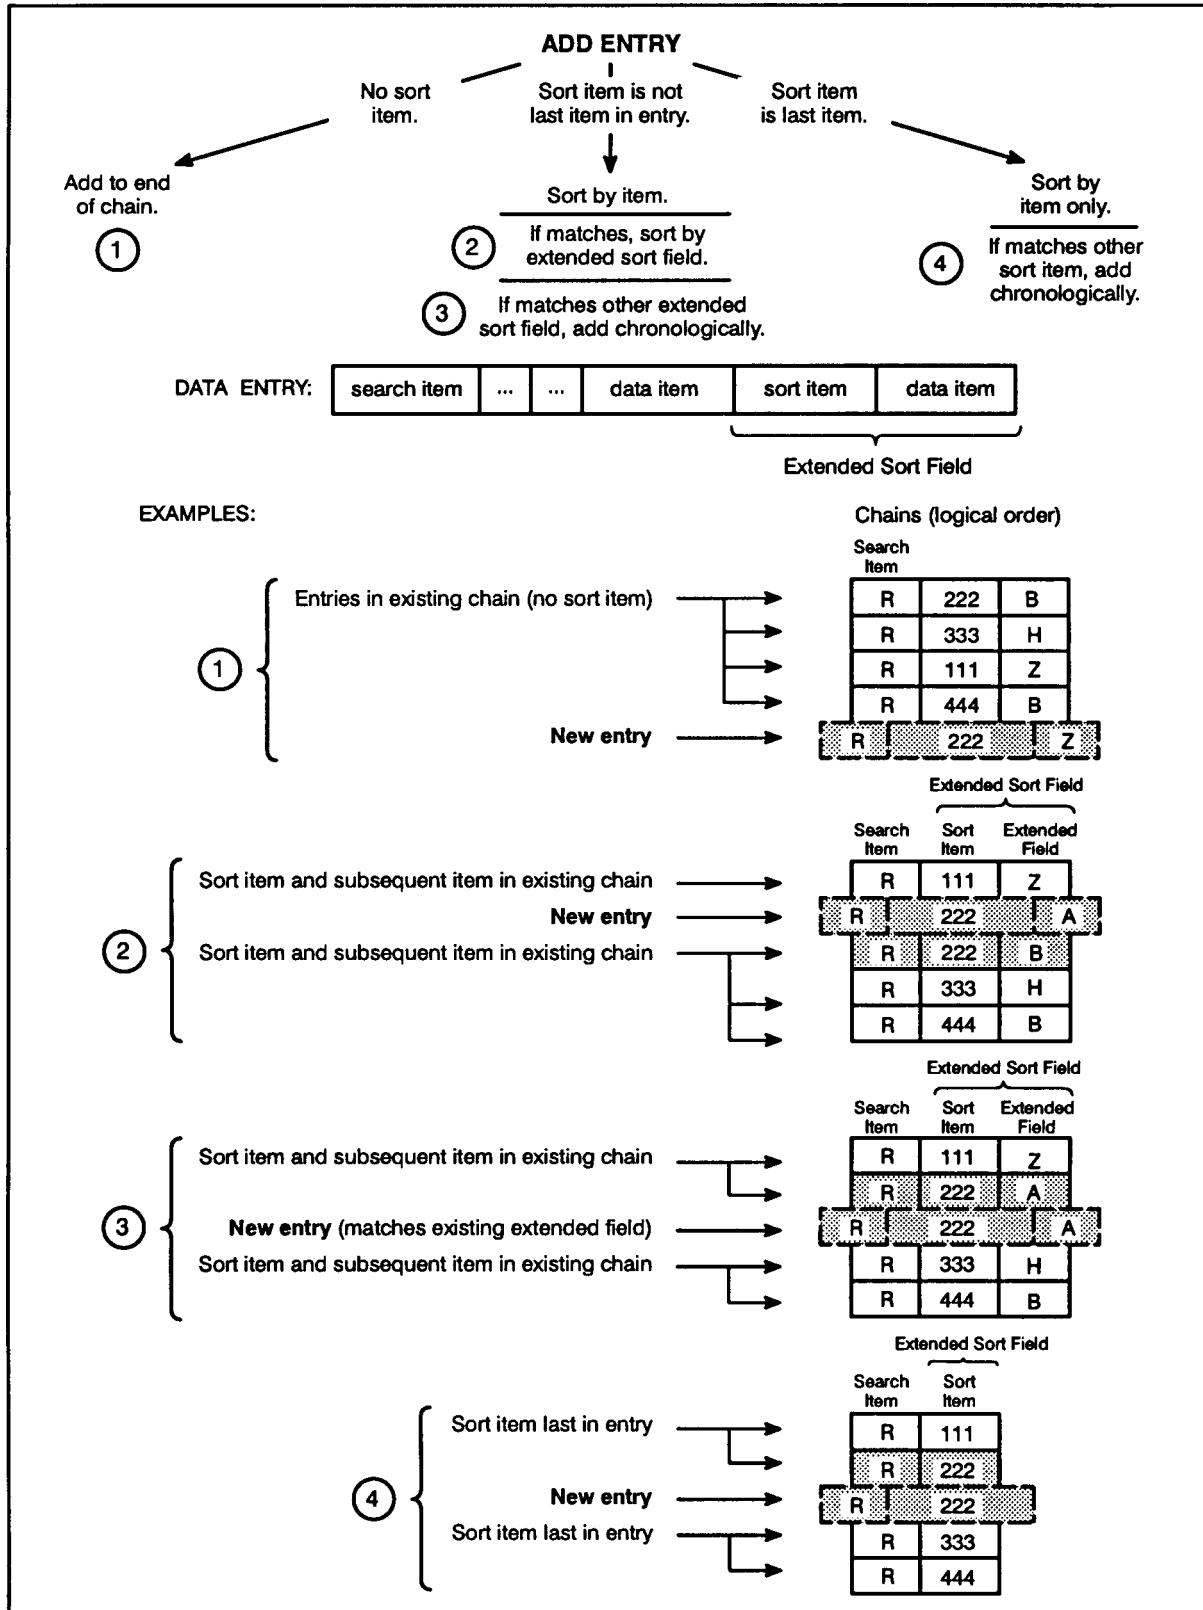 ADD ENTRY
No sort
item.
Sort item is not
last item in entry.
Sort item
is last item.
Add to end
of chain.
1
Sort by item.
2
If matches, sort by
extended sort field.
3
If matches other extended
sort field, add chronologically.
Sort by
item only.
4
If matches other
sort item, add
chronologically.
DATA ENTRY: search item ... ... data item sort item data item
Extended Sort Field
EXAMPLES:
Chains (logical order)
Search
Item
1
Entries in existing chain (no sort item) R 222 B
R 333 H
R 111 Z
R 444 B
New entry R 222 Z
Extended Sort Field
Search Sort Extended
Item Item Field
2
Sort item and subsequent item in existing chain R 111 Z
New entry R 222 A
Sort item and subsequent item in existing chain R 222 B
R 333 H
R 444 B
Extended Sort Field
Search Sort Extended
Item Item Field
3
Sort item and subsequent item in existing chain R 111 Z
R 222 A
New entry (matches existing extended field) R 222 A
Sort item and subsequent item in existing chain R 333 H
R 444 B
Extended Sort Field
Search Sort
Item Item
4
Sort item last in entry R 111
R 222
New entry R 222
Sort item last in entry R 333
R 444